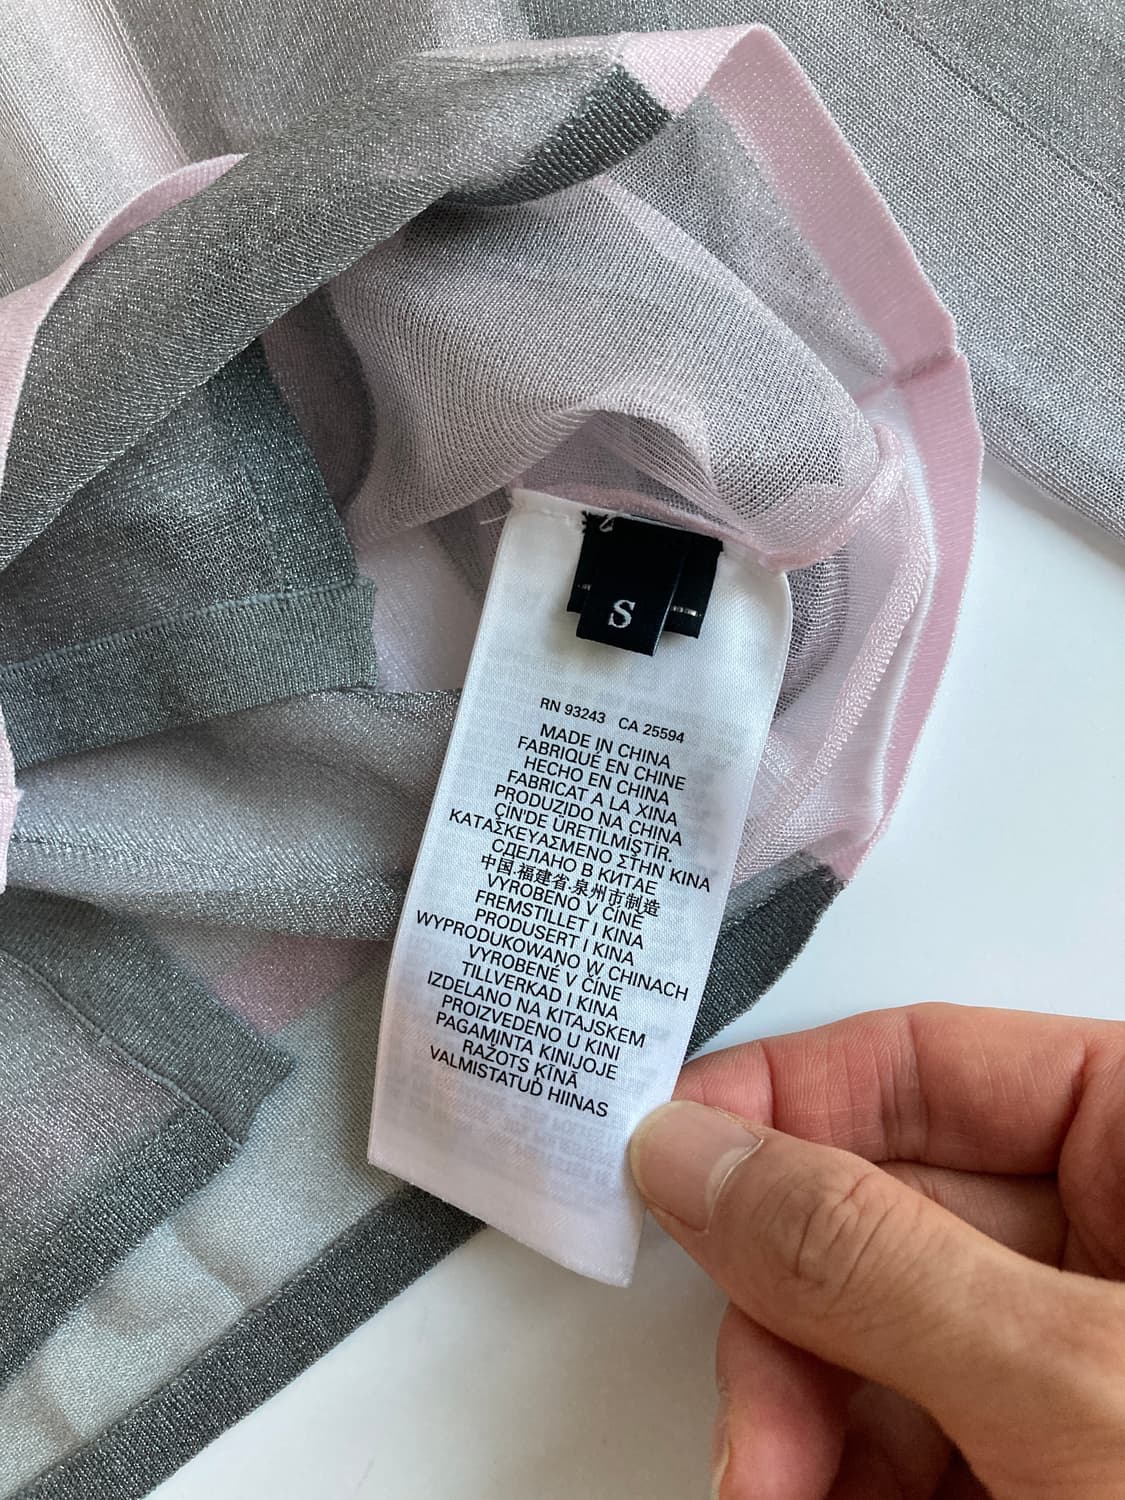 S
RN 93243 CA 25594
MADE IN CHINA
FABRIQUÉ EN CHINE
HECHO EN CHINA
FABRICAT A LA XINA
PRODUZIDO NA CHINA
ÇİN'DE ÜRETİLMİŞTİR.
ΚΑΤΑΣΚΕΥΑΣΜΕΝΟ ΣΤΗΝ ΚΙΝΑ
СДЕЛАНО В КИТАЕ
中国.福建省.泉州市制造
VYROBENO V ČÍNĚ
FREMSTILLET I KINA
PRODUSERT I KINA
WYPRODUKOWANO W CHINACH
VYROBENÉ V ČÍNE
TILLVERKAD I KINA
IZDELANO NA KITAJSKEM
PROIZVEDENO U KINI
PAGAMINTA KINIJOJE
RAŽOTS ĶĪNĀ
VALMISTATUD HIINAS